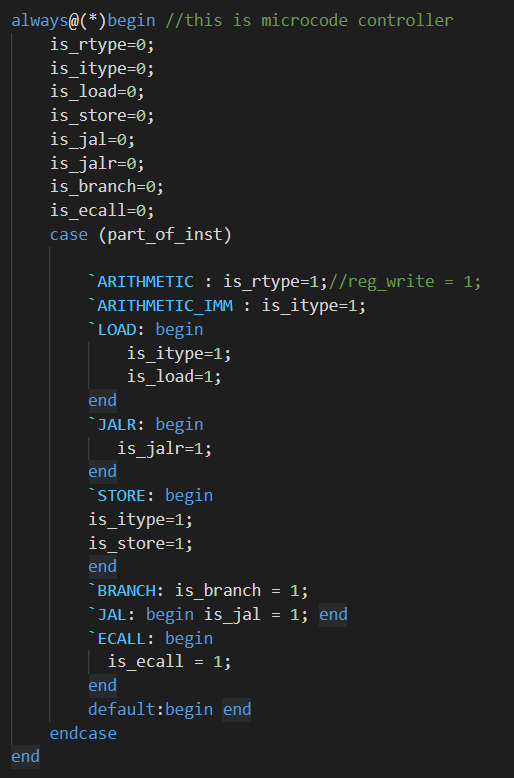 always@(*)begin //this is microcode controller
is_rtype=0;
is_itype=0;
is_load=0;
is_store=0;
is_jal=0;
is_jalr=0;
is_branch=0;
is_ecall=0;
case (part_of_inst)
`ARITHMETIC : is_rtype=1;//reg_write = 1;
`ARITHMETIC_IMM : is_itype=1;
`LOAD: begin
is_itype=1;
is_load=1;
end
`JALR: begin
is_jalr=1;
end
`STORE: begin
is_itype=1;
is_store=1;
end
`BRANCH: is_branch = 1;
`JAL: begin is_jal = 1; end
`ECALL: begin
is_ecall = 1;
end
default:begin end
endcase
end